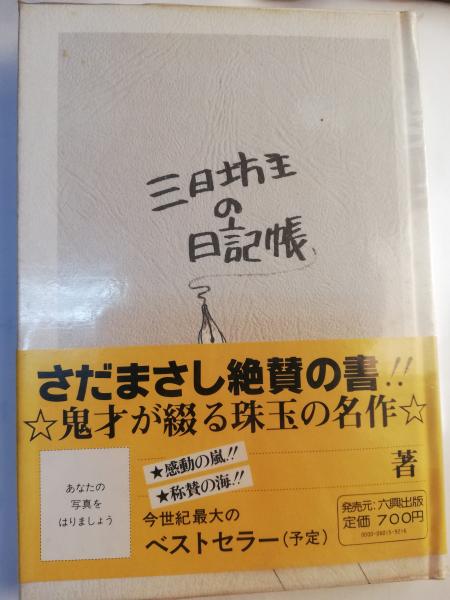 三日坊主
の
日記帳
さだまさし絶賛の書!!
☆鬼才が綴る珠玉の名作☆
あなたの
写真を
はりましょう
★感動の嵐!!
★称賛の海!!
著
今世紀最大の
ベストセラー(予定)
発売元:六興出版
定価 700円